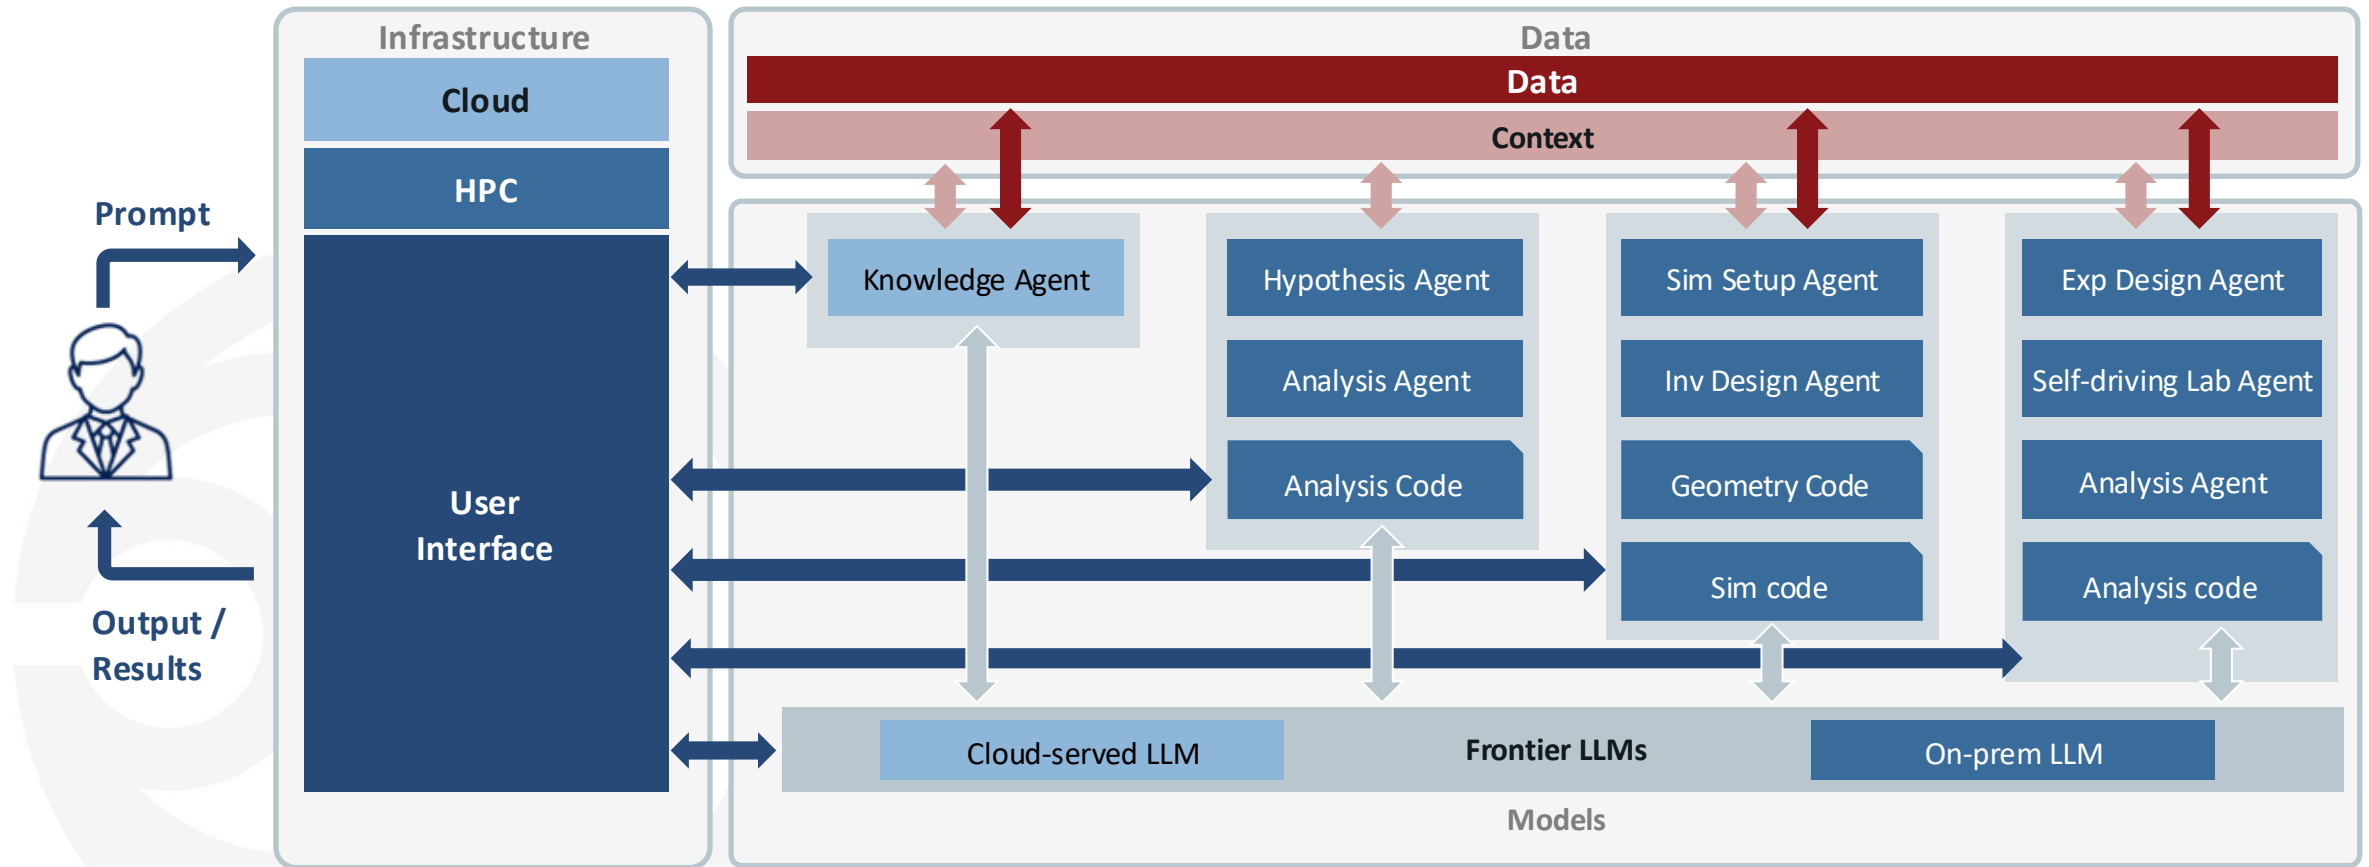 Infrastructure
Cloud
HPC
User
Interface
Prompt
Output /
Results
Data
Data
Context
Knowledge Agent
Hypothesis Agent
Analysis Agent
Analysis Code
Sim Setup Agent
Inv Design Agent
Geometry Code
Sim code
Exp Design Agent
Self-driving Lab Agent
Analysis Agent
Analysis code
Cloud-served LLM
Frontier LLMs
On-prem LLM
Models